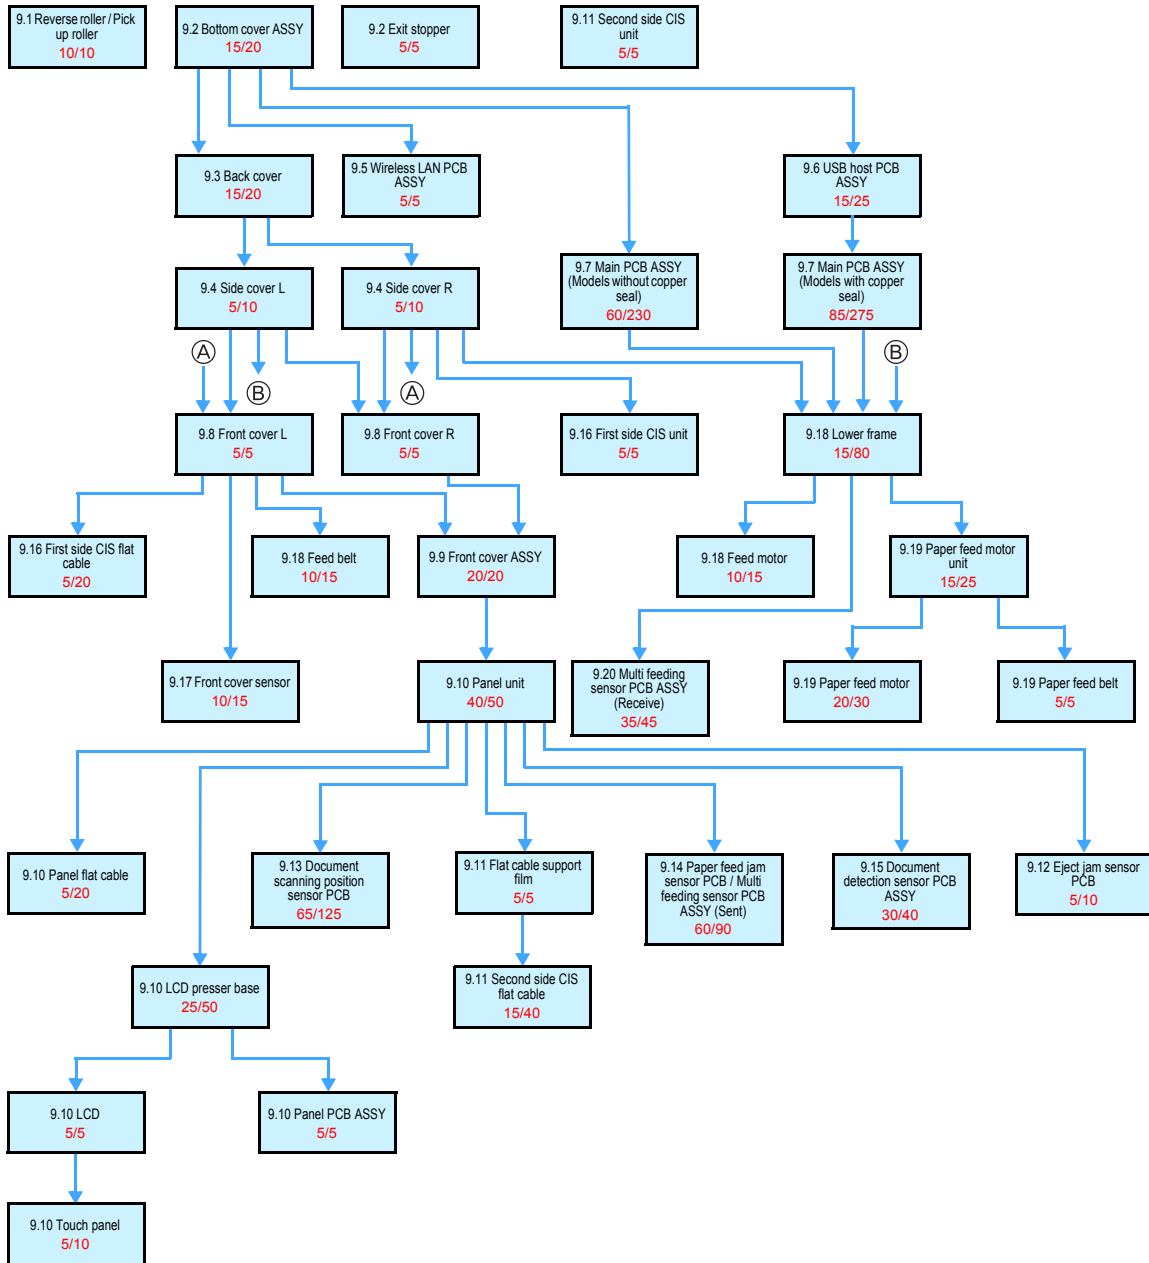 9.1 Reverse roller / Pick
up roller
10/10
9.2 Bottom cover ASSY
15/20
9.2 Exit stopper
5/5
9.11 Second side CIS
unit
5/5
9.3 Back cover
15/20
9.5 Wireless LAN PCB
ASSY
5/5
9.6 USB host PCB
ASSY
15/25
9.4 Side cover L
5/10
9.4 Side cover R
5/10
9.7 Main PCB ASSY
(Models without copper
seal)
60/230
9.7 Main PCB ASSY
(Models with copper
seal)
85/275
A
B
A
B
9.8 Front cover L
5/5
9.8 Front cover R
5/5
9.16 First side CIS unit
5/5
9.18 Lower frame
15/80
9.16 First side CIS flat
cable
5/20
9.18 Feed belt
10/15
9.9 Front cover ASSY
20/20
9.18 Feed motor
10/15
9.19 Paper feed motor
unit
15/25
9.17 Front cover sensor
10/15
9.10 Panel unit
40/50
9.20 Multi feeding
sensor PCB ASSY
(Receive)
35/45
9.19 Paper feed motor
20/30
9.19 Paper feed belt
5/5
9.10 Panel flat cable
5/20
9.13 Document
scanning position
sensor PCB
65/125
9.11 Flat cable support
film
5/5
9.14 Paper feed jam
sensor PCB / Multi
feeding sensor PCB
ASSY (Sent)
60/90
9.15 Document
detection sensor PCB
ASSY
30/40
9.12 Eject jam sensor
PCB
5/10
9.10 LCD presser base
25/50
9.11 Second side CIS
flat cable
15/40
9.10 LCD
5/5
9.10 Panel PCB ASSY
5/5
9.10 Touch panel
5/10